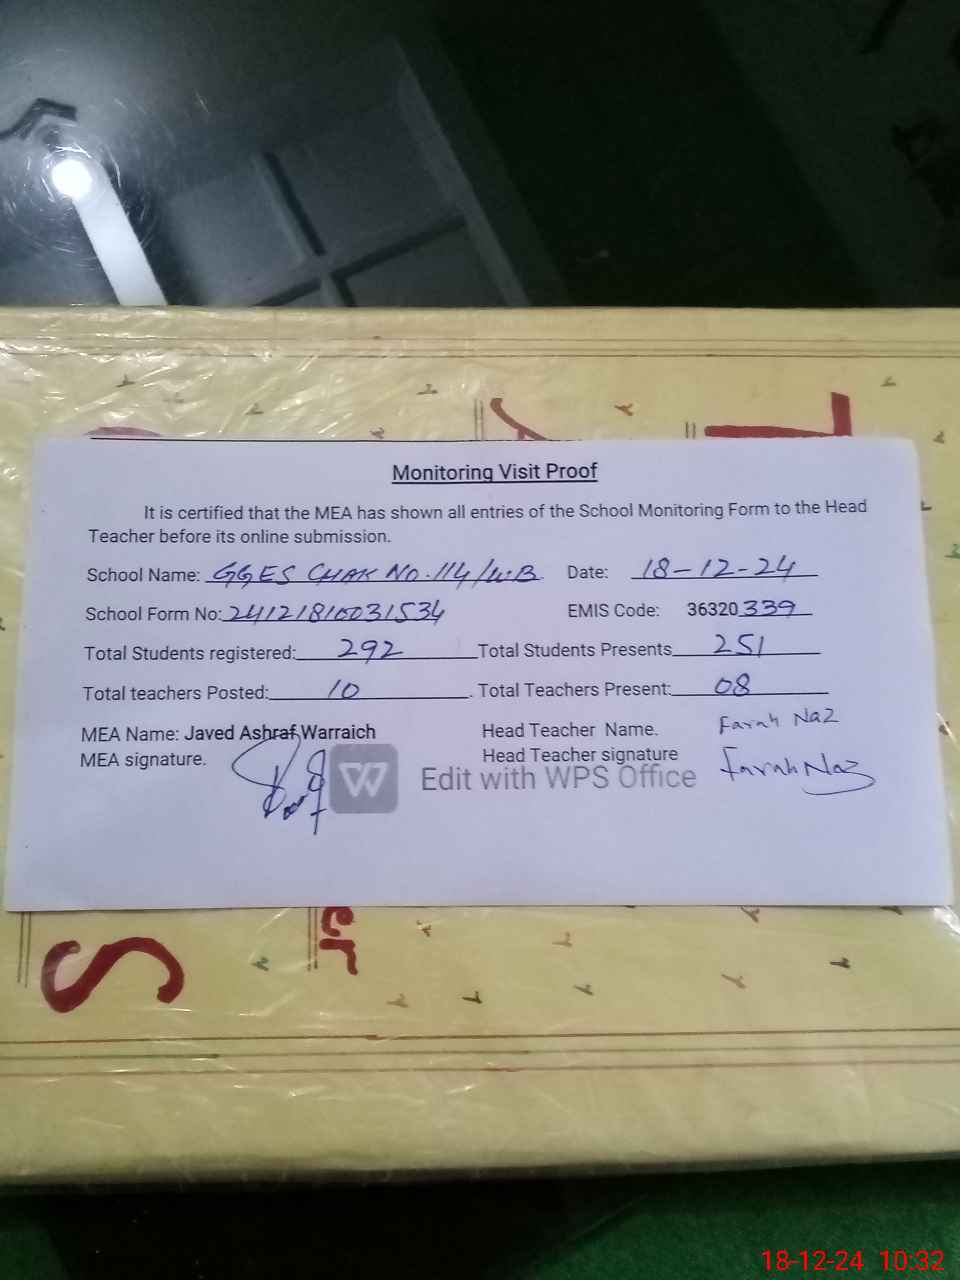 Monitoring Visit Proof
It is certified that the MEA has shown all entries of the School Monitoring Form to the Head
Teacher before its online submission.
School Name: GGES CHAK NO.114/W.B Date: 18-12-24
School Form No: 24121810031534 EMIS Code: 36320339
Total Students registered: 292 Total Students Presents 251
Total teachers Posted: 10 . Total Teachers Present: 08
MEA Name: Javed Ashraf Warraich Head Teacher Name. Farah Naz
MEA signature. Head Teacher signature Farah Naz
Edit with WPS Office
er
S
18-12-24 10:32